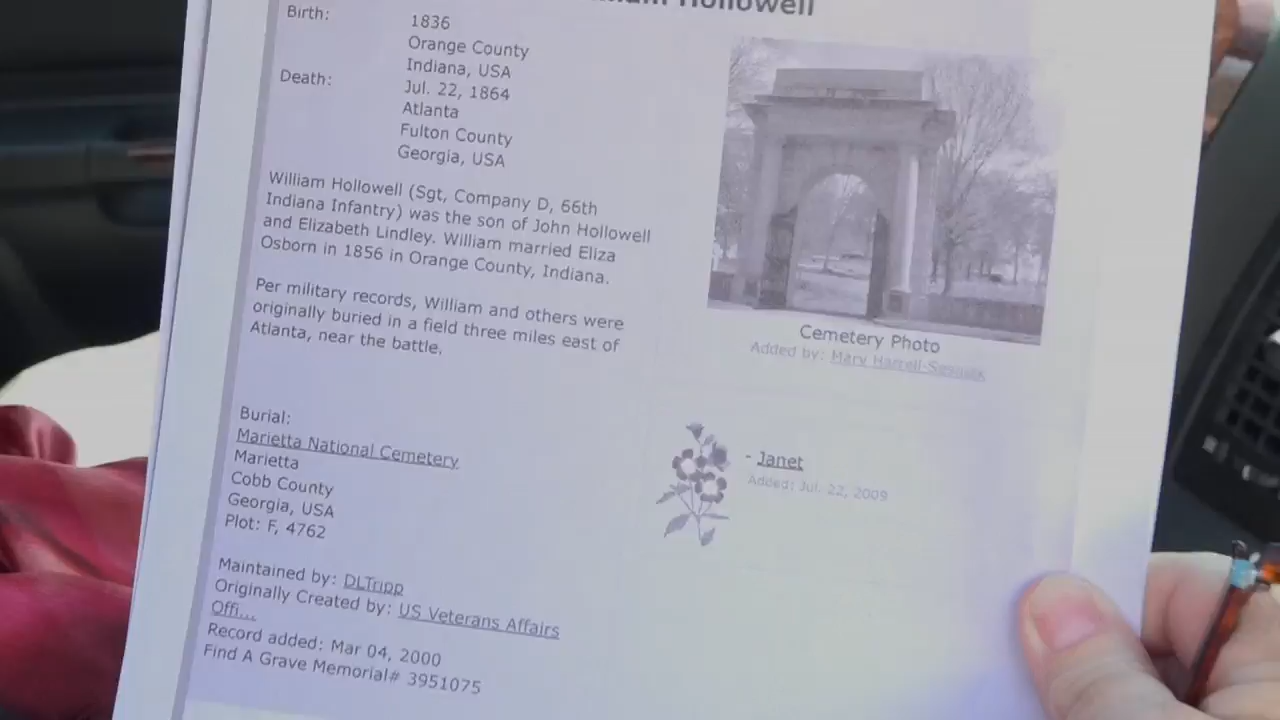 Hollowell
Birth:
1836
Orange County
Indiana, USA
Death:
Jul. 22, 1864
Atlanta
Fulton County
Georgia, USA
William Hollowell (Sgt, Company D, 66th
Indiana Infantry) was the son of John Hollowell
and Elizabeth Lindley. William married Eliza
Osborn in 1856 in Orange County, Indiana.
Per military records, William and others were
originally buried in a field three miles east of
Atlanta, near the battle.
Cemetery Photo
Added by: Mary
Burial:
Marietta National Cemetery
Marietta
Cobb County
Georgia, USA
Plot: F, 4762
- Janet
Added: Jul. 22, 2009
Maintained by: DLTripp
Originally Created by: US Veterans Affairs
Offi...
Record added: Mar 04, 2000
Find A Grave Memorial# 3951075